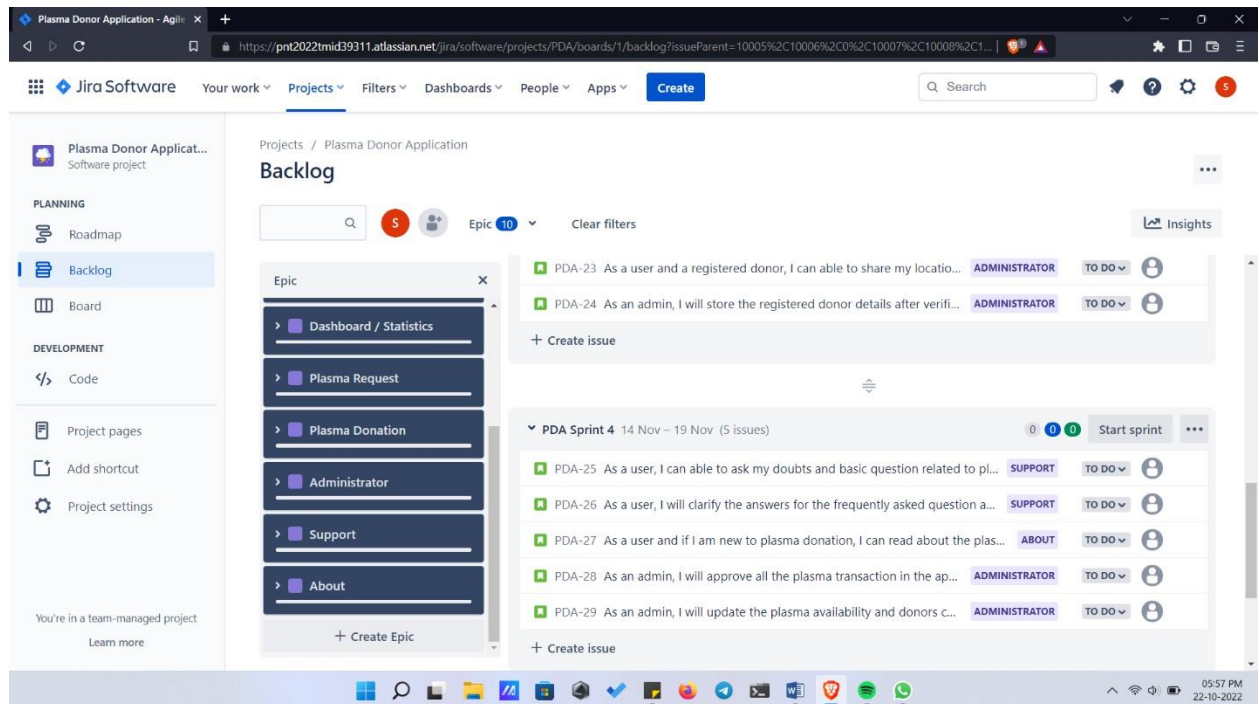 Plasma Donor Application - Agile
https://pnt2022tmid39311.atlassian.net/jira/software/projects/PDA/boards/1/backlog?issueParent=10005%2C10006%2C0%2C10007%2C10008%2C1...
Jira Software Your work Projects Filters Dashboards People Apps Create Search S
Plasma Donor Applicat...
Software project
PLANNING
Roadmap
Backlog
Board
DEVELOPMENT
Code
Project pages
Add shortcut
Project settings
You're in a team-managed project
Learn more
Projects / Plasma Donor Application
Backlog
S Epic 10 Clear filters Insights
Epic
Dashboard / Statistics
Plasma Request
Plasma Donation
Administrator
Support
About
+ Create Epic
PDA-23 As a user and a registered donor, I can able to share my locatio... ADMINISTRATOR TO DO
PDA-24 As an admin, I will store the registered donor details after verifi... ADMINISTRATOR TO DO
+ Create issue
PDA Sprint 4 14 Nov – 19 Nov (5 issues) 0 0 0 Start sprint
PDA-25 As a user, I can able to ask my doubts and basic question related to pl... SUPPORT TO DO
PDA-26 As a user, I will clarify the answers for the frequently asked question a... SUPPORT TO DO
PDA-27 As a user and if I am new to plasma donation, I can read about the plas... ABOUT TO DO
PDA-28 As an admin, I will approve all the plasma transaction in the ap... ADMINISTRATOR TO DO
PDA-29 As an admin, I will update the plasma availability and donors c... ADMINISTRATOR TO DO
+ Create issue
05:57 PM
22-10-2022